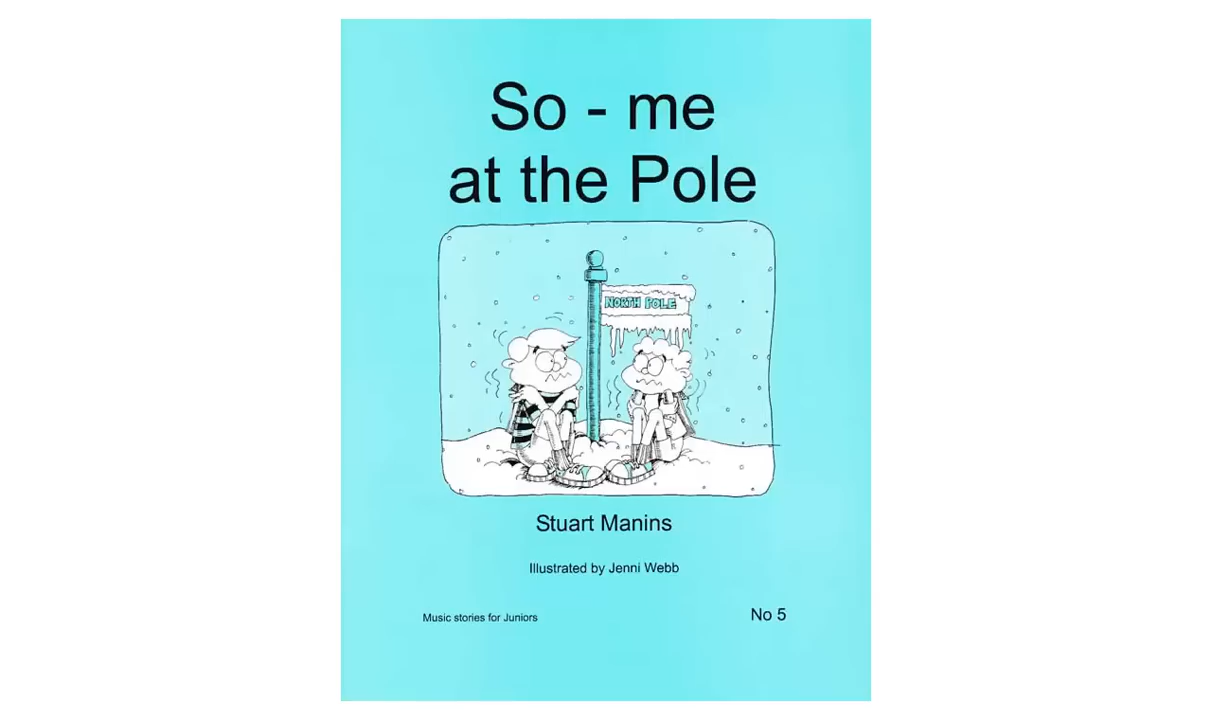 So - me
at the Pole
NORTH POLE
Stuart Manins
Illustrated by Jenni Webb
Music stories for Juniors
No 5